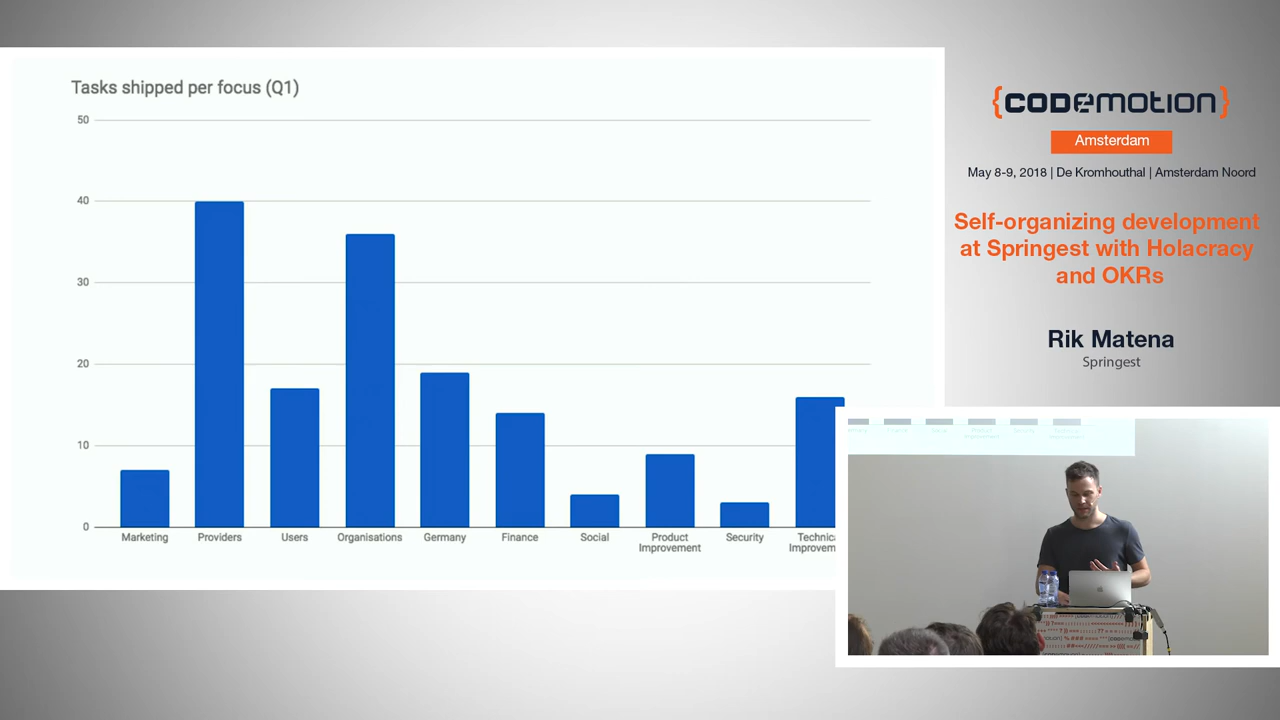 Tasks shipped per focus (Q1)
50
40
30
20
10
0
Marketing
Providers
Users
Organisations
Germany
Finance
Social
Product
Improvement
Security
{CODEMOTION}
Amsterdam
May 8-9, 2018 | De Kromhouthal | Amsterdam Noord
Self-organizing development
at Springest with Holacracy
and OKRs
Rik Matena
Springest